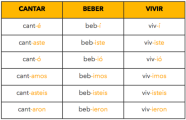 CANTAR BEBER VIVIR
cant-é beb-í viv-í
cant-aste beb-iste viv-iste
cant-ó beb-ió viv-ió
cant-amos beb-imos viv-imos
cant-asteis beb-isteis viv-isteis
cant-aron beb-ieron viv-ieron